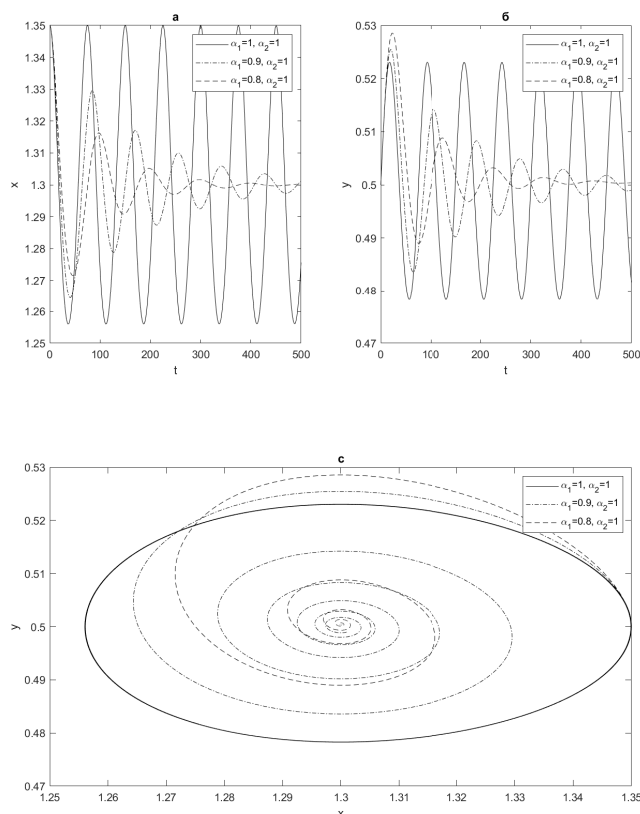 а
1.35
1.34
1.33
1.32
1.31
x
1.3
1.29
1.28
1.27
1.26
1.25
0 100 200 300 400 500
t
α1=1, α2=1
α1=0.9, α2=1
α1=0.8, α2=1
б
0.53
0.52
0.51
y
0.5
0.49
0.48
0.47
0 100 200 300 400 500
t
α1=1, α2=1
α1=0.9, α2=1
α1=0.8, α2=1
с
0.53
0.52
0.51
y
0.5
0.49
0.48
0.47
1.25 1.26 1.27 1.28 1.29 1.3 1.31 1.32 1.33 1.34 1.35
x
α1=1, α2=1
α1=0.9, α2=1
α1=0.8, α2=1